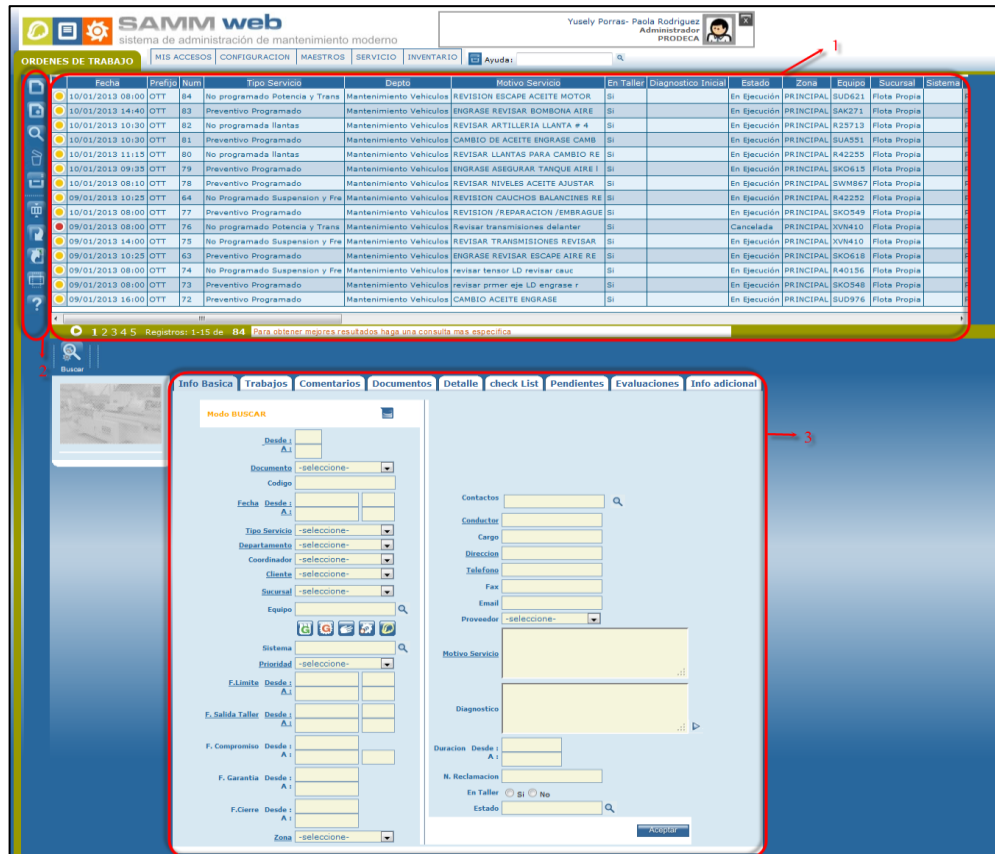 SAMM web
sistema de administración de mantenimiento moderno
Yusely Porras- Paola Rodriguez
Administrador
PRODECA
X
1
ORDENES DE TRABAJO
MIS ACCESOS CONFIGURACION MAESTROS SERVICIO INVENTARIO Ayuda:
Fecha Prefijo Num Tipo Servicio Depto Motivo Servicio En Taller Diagnostico Inicial Estado Zona Equipo Sucursal Sistema
10/01/2013 08:00 OTT 84 No programado Potencia y Trans Mantenimiento Vehiculos REVISION ESCAPE ACEITE MOTOR Si En Ejecución PRINCIPAL SUD621 Flota Propia
10/01/2013 14:40 OTT 83 Preventivo Programado Mantenimiento Vehiculos ENGRASE REVISAR BOMBONA AIRE Si En Ejecución PRINCIPAL SAK271 Flota Propia
10/01/2013 10:30 OTT 82 No programada llantas Mantenimiento Vehiculos REVISAR ARTILLERIA LLANTA # 4 Si En Ejecución PRINCIPAL R25713 Flota Propia
10/01/2013 10:30 OTT 81 Preventivo Programado Mantenimiento Vehiculos CAMBIO DE ACEITE ENGRASE CAMB Si En Ejecución PRINCIPAL SUA551 Flota Propia
10/01/2013 11:15 OTT 80 No programada llantas Mantenimiento Vehiculos REVISAR LLANTAS PARA CAMBIO RE Si En Ejecución PRINCIPAL R42255 Flota Propia
10/01/2013 09:35 OTT 79 Preventivo Programado Mantenimiento Vehiculos ENGRASE ASEGURAR TANQUE AIRE I Si En Ejecución PRINCIPAL SKO615 Flota Propia
10/01/2013 08:10 OTT 78 Preventivo Programado Mantenimiento Vehiculos REVISAR NIVELES ACEITE AJUSTAR Si En Ejecución PRINCIPAL SWM867 Flota Propia
09/01/2013 10:25 OTT 64 No Programado Suspension y Fre Mantenimiento Vehiculos REVISION CAUCHOS BALANCINES RE Si En Ejecución PRINCIPAL R42252 Flota Propia
10/01/2013 08:00 OTT 77 Preventivo Programado Mantenimiento Vehiculos REVISION /REPARACION /EMBRAGUE Si En Ejecución PRINCIPAL SKO549 Flota Propia
09/01/2013 08:00 OTT 76 No programado Potencia y Trans Mantenimiento Vehiculos Revisar transmisiones delanter Si Cancelada PRINCIPAL XVN410 Flota Propia
09/01/2013 14:00 OTT 75 No Programado Suspension y Fre Mantenimiento Vehiculos REVISAR TRANSMISIONES REVISAR Si En Ejecución PRINCIPAL XVN410 Flota Propia
09/01/2013 10:25 OTT 63 Preventivo Programado Mantenimiento Vehiculos ENGRASE REVISAR ESCAPE AIRE RE Si En Ejecución PRINCIPAL SKO618 Flota Propia
09/01/2013 08:00 OTT 74 No Programado Suspension y Fre Mantenimiento Vehiculos revisar tensor LD revisar cauc Si En Ejecución PRINCIPAL R40156 Flota Propia
09/01/2013 08:00 OTT 73 Preventivo Programado Mantenimiento Vehiculos revisar prmer eje LD engrase r Si En Ejecución PRINCIPAL SKO548 Flota Propia
09/01/2013 16:00 OTT 72 Preventivo Programado Mantenimiento Vehiculos CAMBIO ACEITE ENGRASE Si En Ejecución PRINCIPAL SUD976 Flota Propia
1 2 3 4 5 Registros: 1-15 de 84 Para obtener mejores resultados haga una consulta mas especifica
2
Buscar
Info Basica Trabajos Comentarios Documentos Detalle check List Pendientes Evaluaciones Info adicional
3
Modo BUSCAR
Desde :
A :
Documento -seleccione-
Codigo
Fecha Desde :
A :
Tipo Servicio -seleccione-
Departamento -seleccione-
Coordinador -seleccione-
Cliente -seleccione-
Sucursal -seleccione-
Equipo
G G
Sistema
Prioridad -seleccione-
F.Limite Desde :
A :
F. Salida Taller Desde :
A :
F. Compromiso Desde :
A :
F. Garantia Desde :
A :
F.Cierre Desde :
A :
Zona -seleccione-
Contactos
Conductor
Cargo
Direccion
Telefono
Fax
Email
Proveedor -seleccione-
Motivo Servicio
Diagnostico
Duracion Desde :
A :
N. Reclamacion
En Taller Si No
Estado
Aceptar